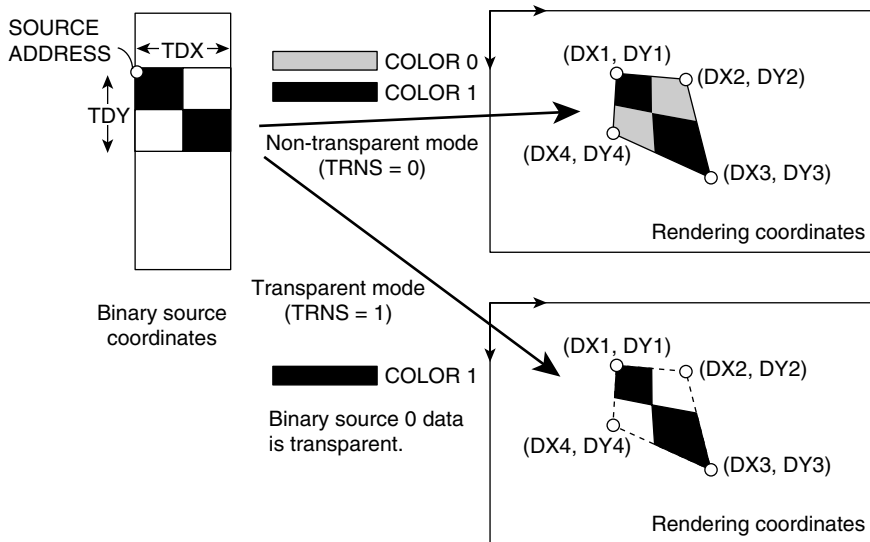 SOURCE
ADDRESS
TDX
TDY
COLOR 0
COLOR 1
Non-transparent mode
(TRNS = 0)
(DX1, DY1)
(DX2, DY2)
(DX4, DY4)
(DX3, DY3)
Rendering coordinates
Binary source
coordinates
Transparent mode
(TRNS = 1)
COLOR 1
Binary source 0 data
is transparent.
(DX1, DY1)
(DX2, DY2)
(DX4, DY4)
(DX3, DY3)
Rendering coordinates